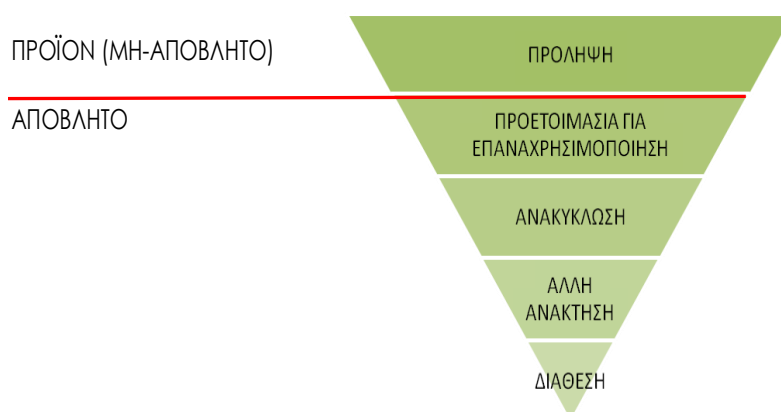 ΠΡΟΪΟΝ (ΜΗ-ΑΠΟΒΛΗΤΟ)
ΠΡΟΛΗΨΗ
ΑΠΟΒΛΗΤΟ
ΠΡΟΕΤΟΙΜΑΣΙΑ ΓΙΑ
ΕΠΑΝΑΧΡΗΣΙΜΟΠΟΙΗΣΗ
ΑΝΑΚΥΚΛΩΣΗ
ΑΛΛΗ
ΑΝΑΚΤΗΣΗ
ΔΙΑΘΕΣΗ